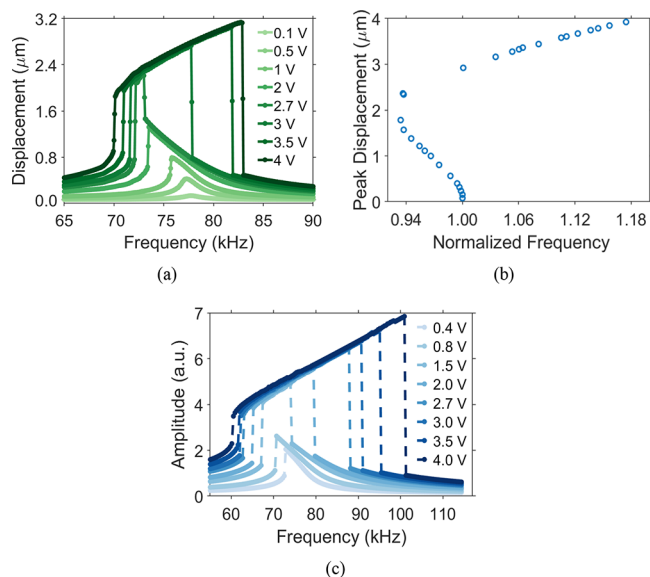 (a)
3.2
2.4
1.6
0.8
0.0
Displacement (μm)
0.1 V
0.5 V
1 V
2 V
2.7 V
3 V
3.5 V
4 V
65 70 75 80 85 90
Frequency (kHz)
(a)
(b)
4
3
2
1
0
Peak Displacement (μm)
0.94 1.00 1.06 1.12 1.18
Normalized Frequency
(b)
(c)
7
6
4
2
0
Amplitude (a.u.)
0.4 V
0.8 V
1.5 V
2.0 V
2.7 V
3.0 V
3.5 V
4.0 V
60 70 80 90 100 110
Frequency (kHz)
(c)